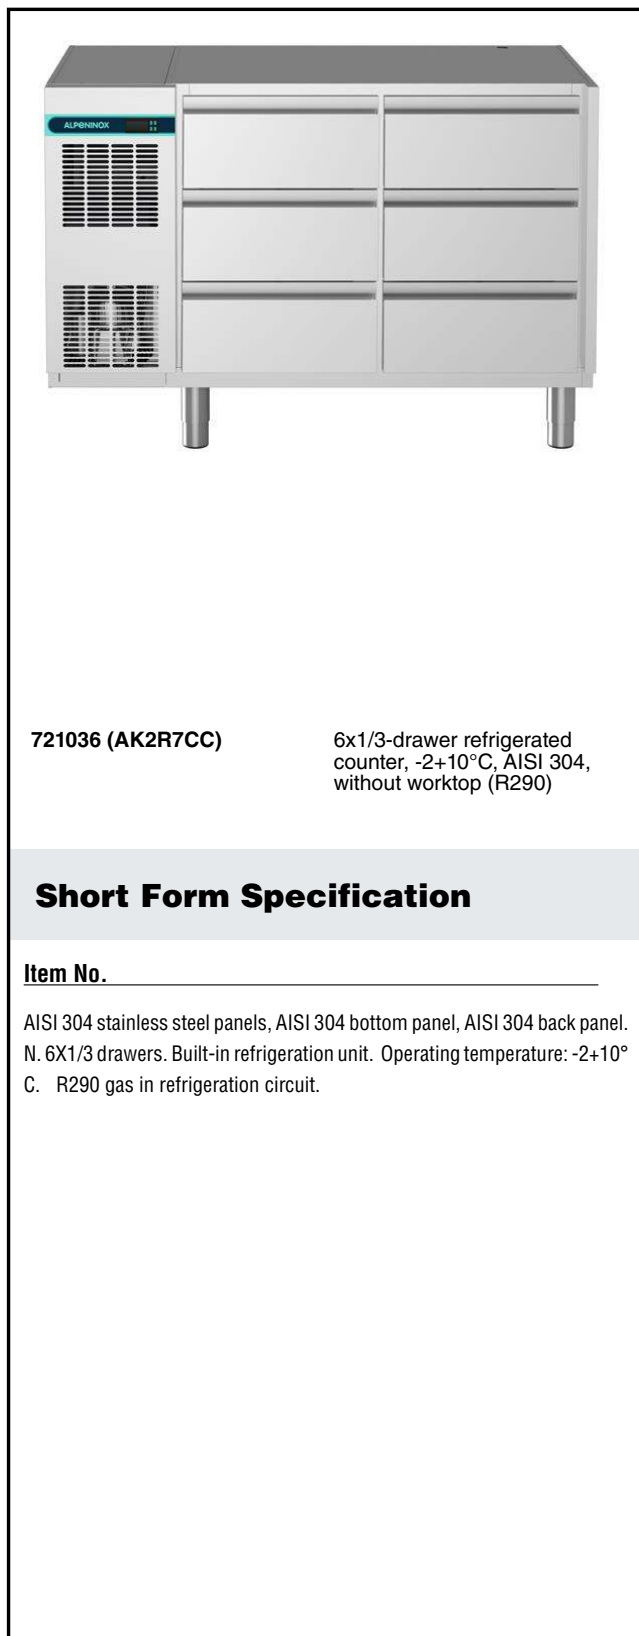 ALPENINOX
721036 (AK2R7CC)
6x1/3-drawer refrigerated
counter, -2+10°C, AISI 304,
without worktop (R290)
Short Form Specification
Item No.
AISI 304 stainless steel panels, AISI 304 bottom panel, AISI 304 back panel.
N. 6X1/3 drawers. Built-in refrigeration unit. Operating temperature: -2+10°
C. R290 gas in refrigeration circuit.